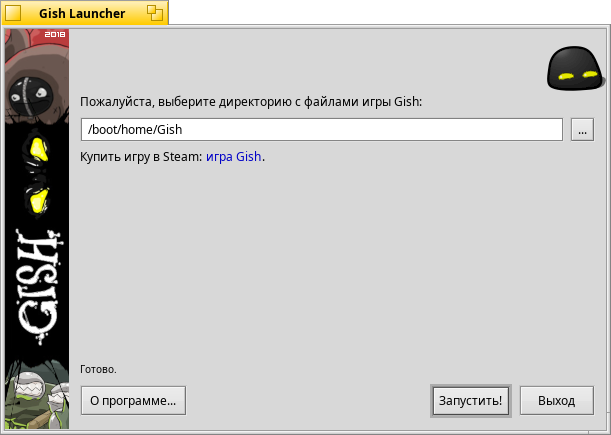 Gish Launcher
2018
Пожалуйста, выберите директорию с файлами игры Gish:
/boot/home/Gish
...
Купить игру в Steam: игра Gish.
GISH
Готово.
О программе...
Запустить!
Выход